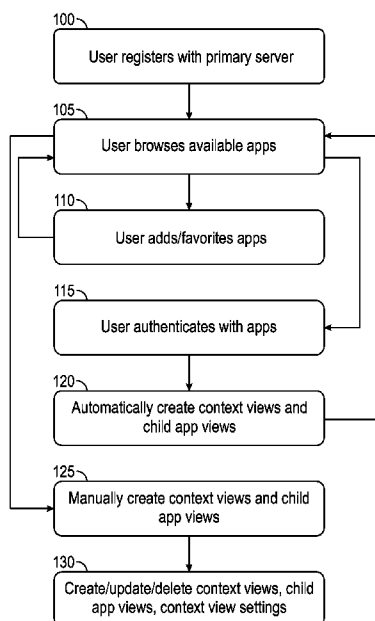 100
User registers with primary server
105
User browses available apps
110
User adds/favorites apps
115
User authenticates with apps
120
Automatically create context views and
child app views
125
Manually create context views and child
app views
130
Create/update/delete context views, child
app views, context view settings